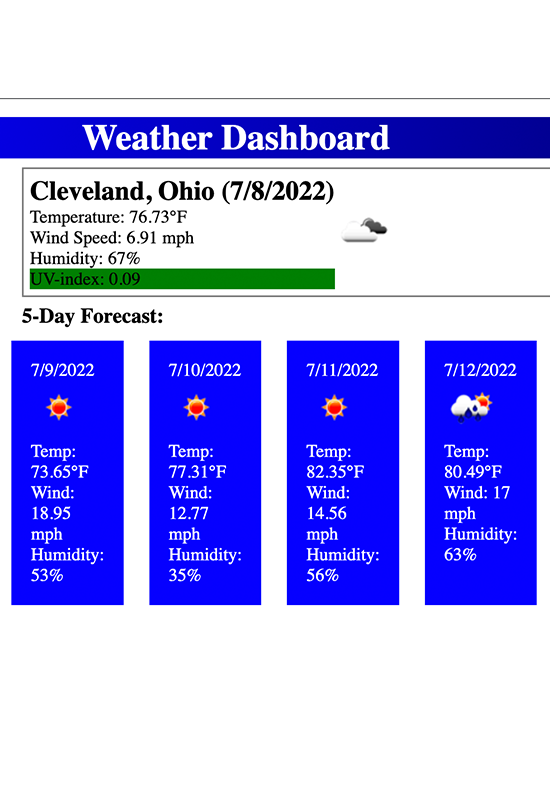 Weather Dashboard
Cleveland, Ohio (7/8/2022)
Temperature: 76.73°F
Wind Speed: 6.91 mph
Humidity: 67%
UV-index: 0.09
5-Day Forecast:
7/9/2022
Temp:
73.65°F
Wind:
18.95
mph
Humidity:
53%
7/10/2022
Temp:
77.31°F
Wind:
12.77
mph
Humidity:
35%
7/11/2022
Temp:
82.35°F
Wind:
14.56
mph
Humidity:
56%
7/12/2022
Temp:
80.49°F
Wind: 17
mph
Humidity:
63%